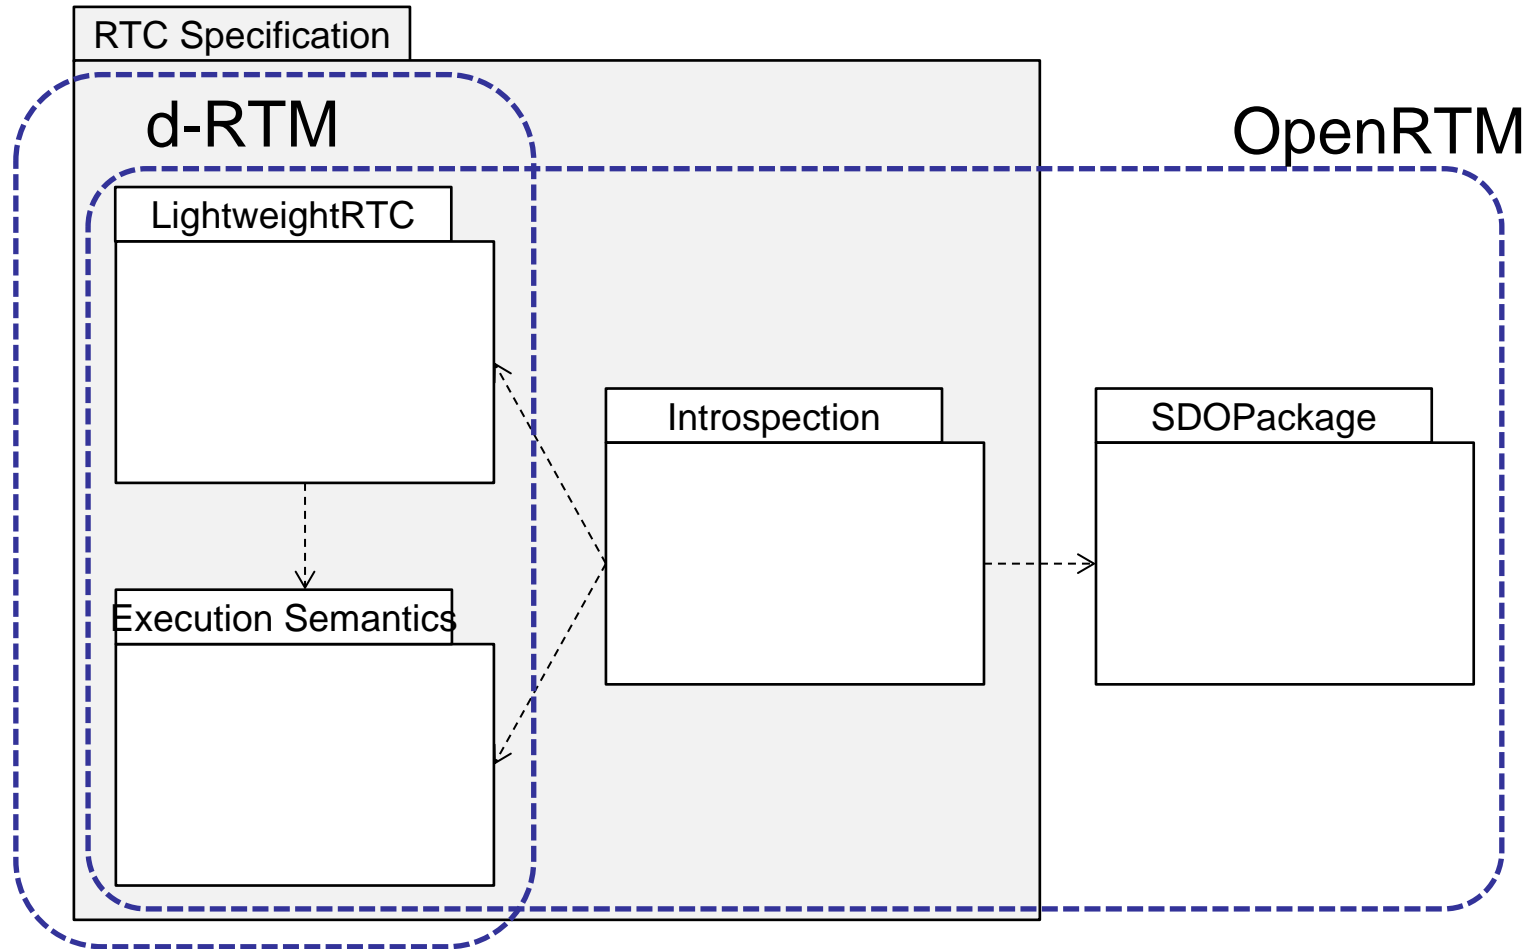 RTC Specification
d-RTM
OpenRTM
LightweightRTC
Introspection
SDOPackage
Execution Semantics